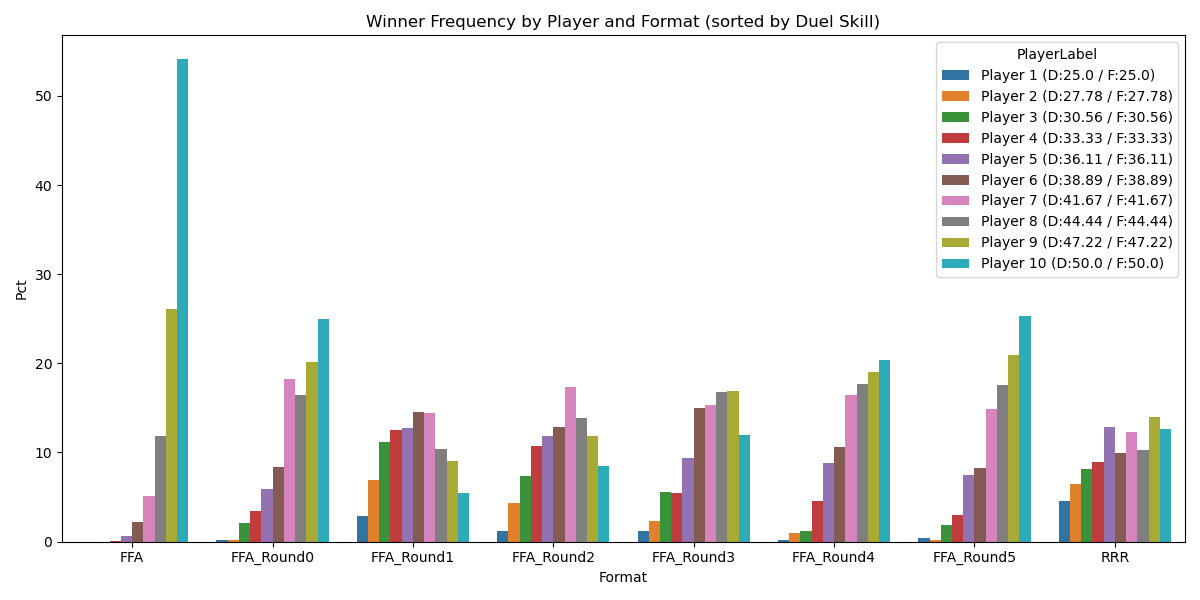 Winner Frequency by Player and Format (sorted by Duel Skill)
PlayerLabel
Player 1 (D:25.0 / F:25.0)
Player 2 (D:27.78 / F:27.78)
Player 3 (D:30.56 / F:30.56)
Player 4 (D:33.33 / F:33.33)
Player 5 (D:36.11 / F:36.11)
Player 6 (D:38.89 / F:38.89)
Player 7 (D:41.67 / F:41.67)
Player 8 (D:44.44 / F:44.44)
Player 9 (D:47.22 / F:47.22)
Player 10 (D:50.0 / F:50.0)
Pct
50
40
30
20
10
0
FFA
FFA_Round0
FFA_Round1
FFA_Round2
FFA_Round3
FFA_Round4
FFA_Round5
RRR
Format